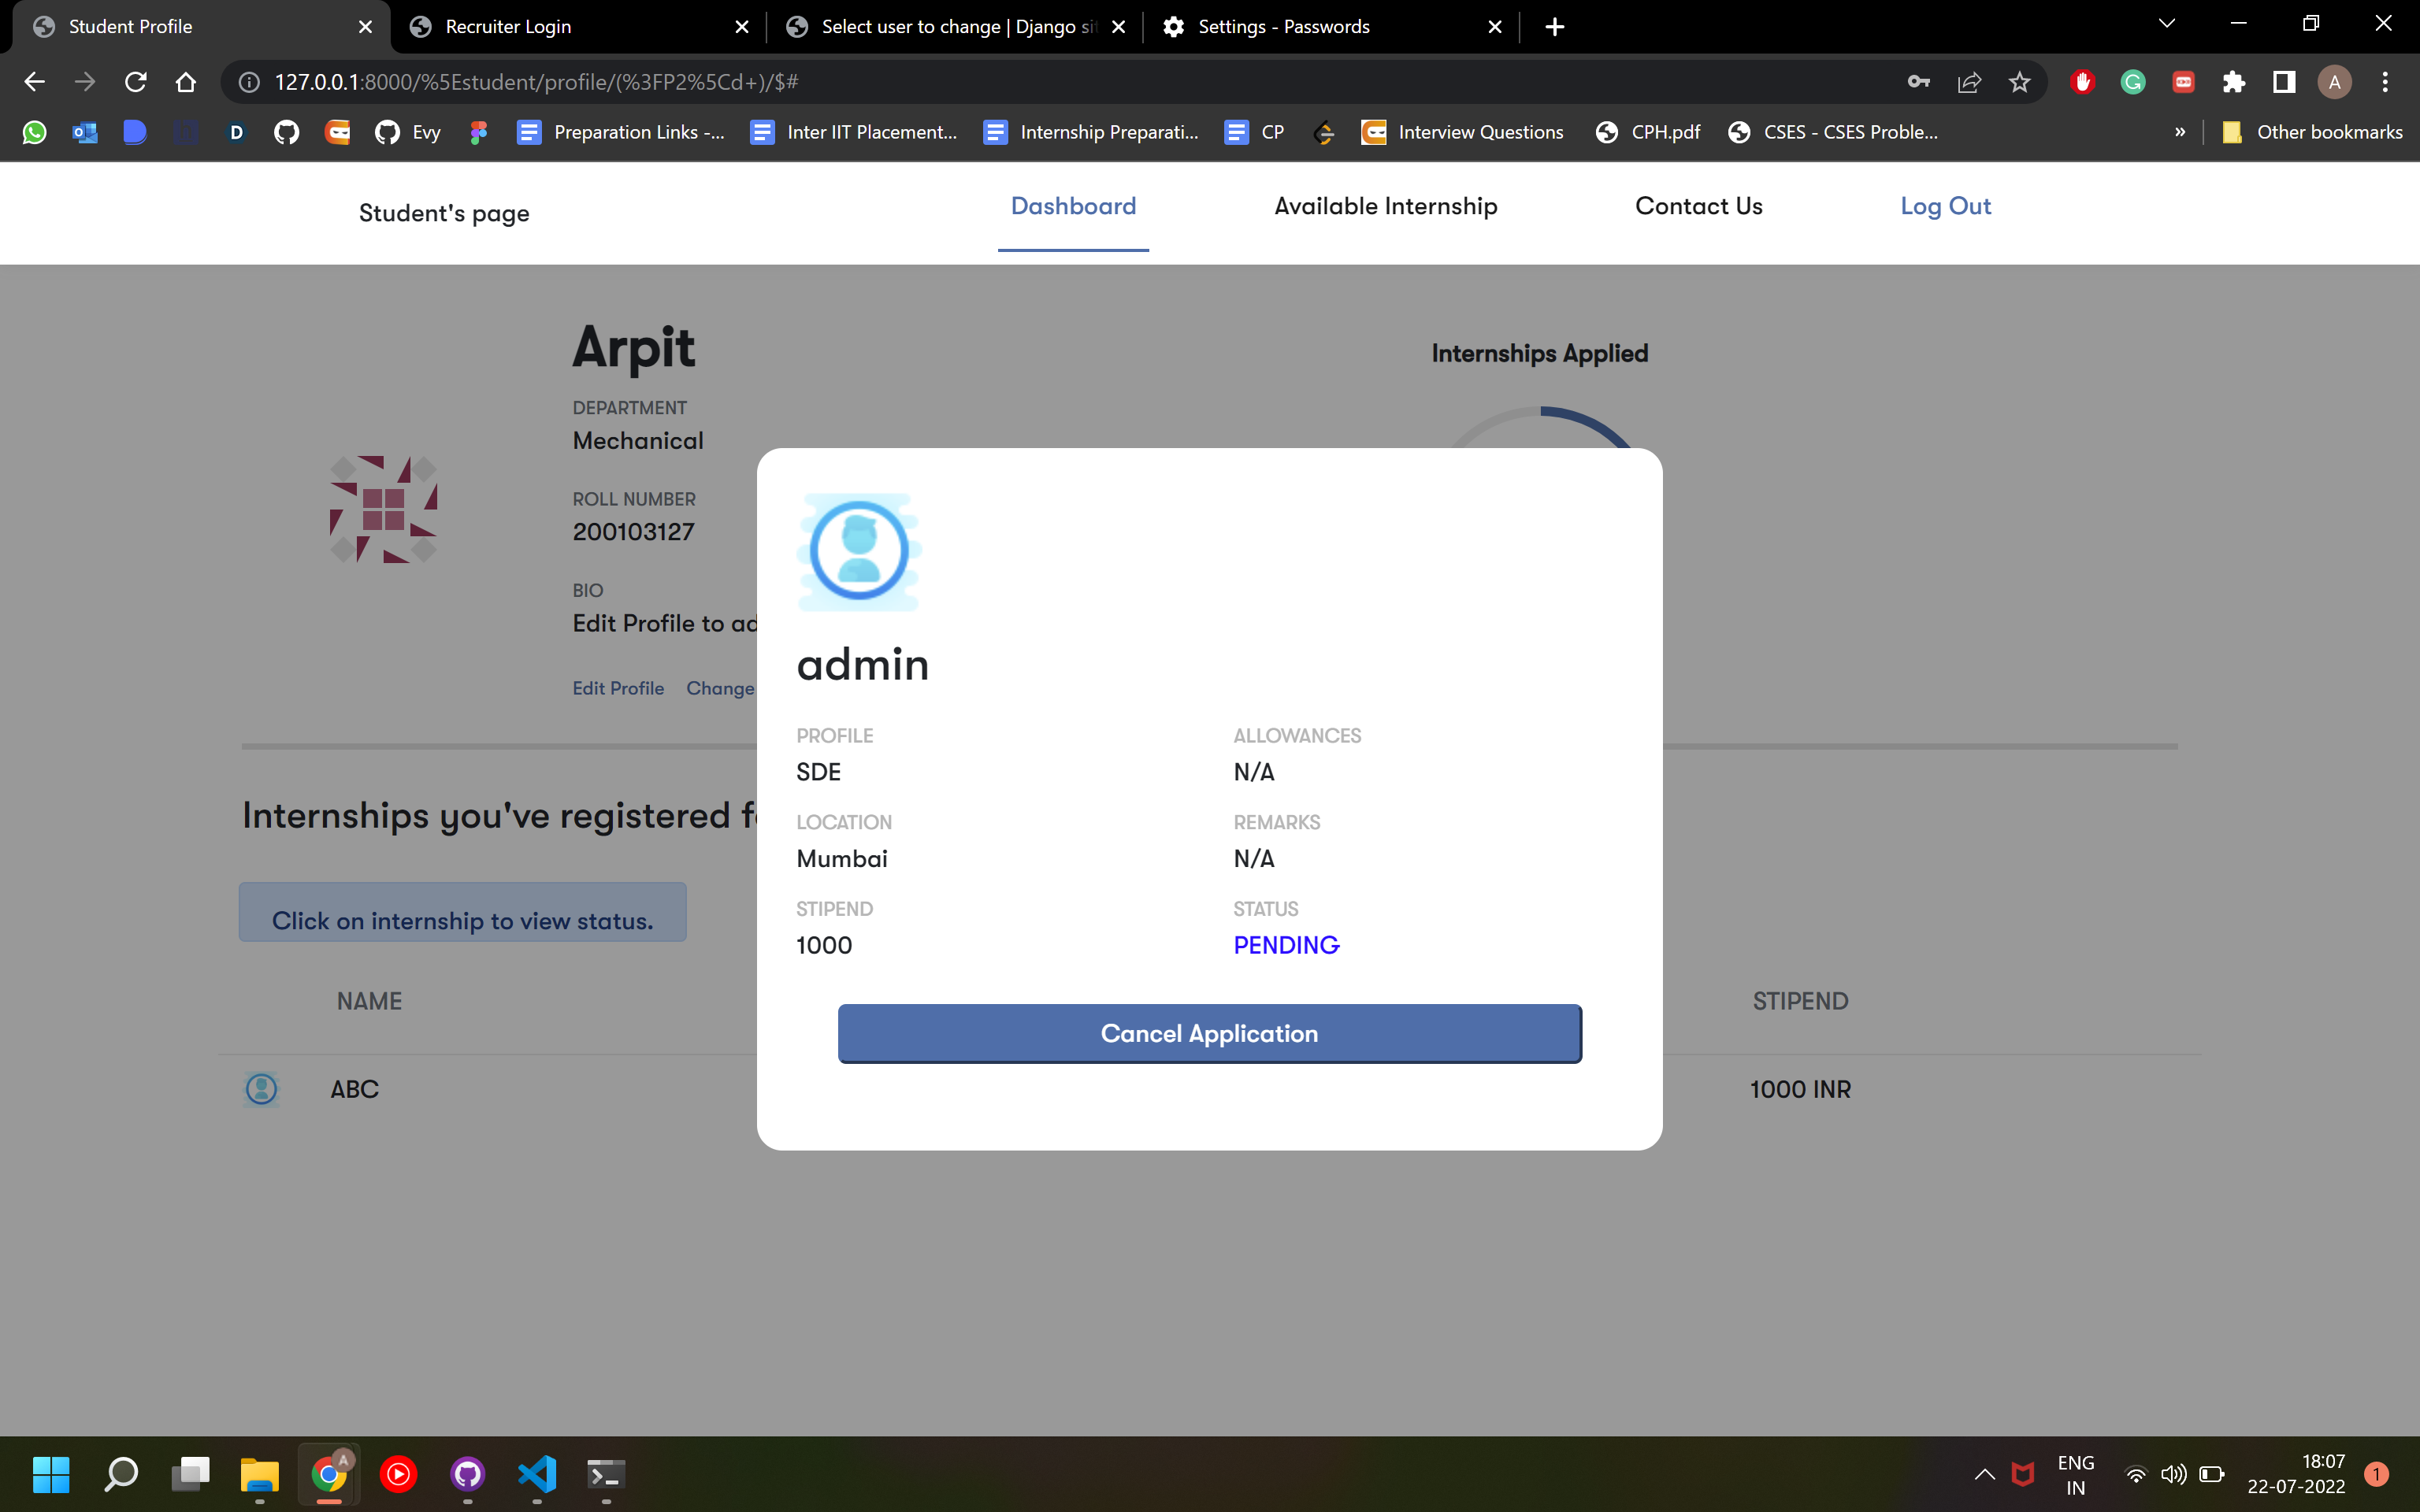 Student Profile
Recruiter Login
Select user to change | Django si
Settings - Passwords
127.0.0.1:8000/%5Estudent/profile/(%3FP2%5Cd+)/$#
A
D
Evy
Preparation Links -...
Inter IIT Placement...
Internship Preparati...
CP
Interview Questions
CPH.pdf
CSES - CSES Proble...
»
Other bookmarks
Student's page
Dashboard
Available Internship
Contact Us
Log Out
Arpit
Internships Applied
DEPARTMENT
Mechanical
ROLL NUMBER
200103127
BIO
Edit Profile to ad
Edit Profile
Change
admin
PROFILE
SDE
ALLOWANCES
N/A
LOCATION
Mumbai
REMARKS
N/A
STIPEND
1000
STATUS
PENDING
Cancel Application
Internships you've registered f
Click on internship to view status.
NAME
STIPEND
ABC
1000 INR
A
ENG
IN
18:07
22-07-2022
1